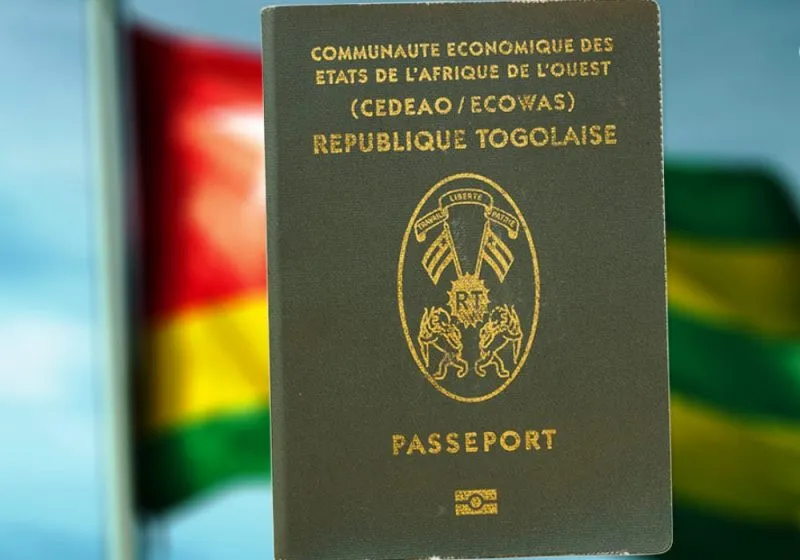 COMMUNAUTE ECONOMIQUE DES
ETATS DE L'AFRIQUE DE L'OUEST
(CEDEAO / ECOWAS)
REPUBLIQUE TOGOLAISE
LIBERTE
TRAVAIL
PATRIE
RT
PASSEPORT